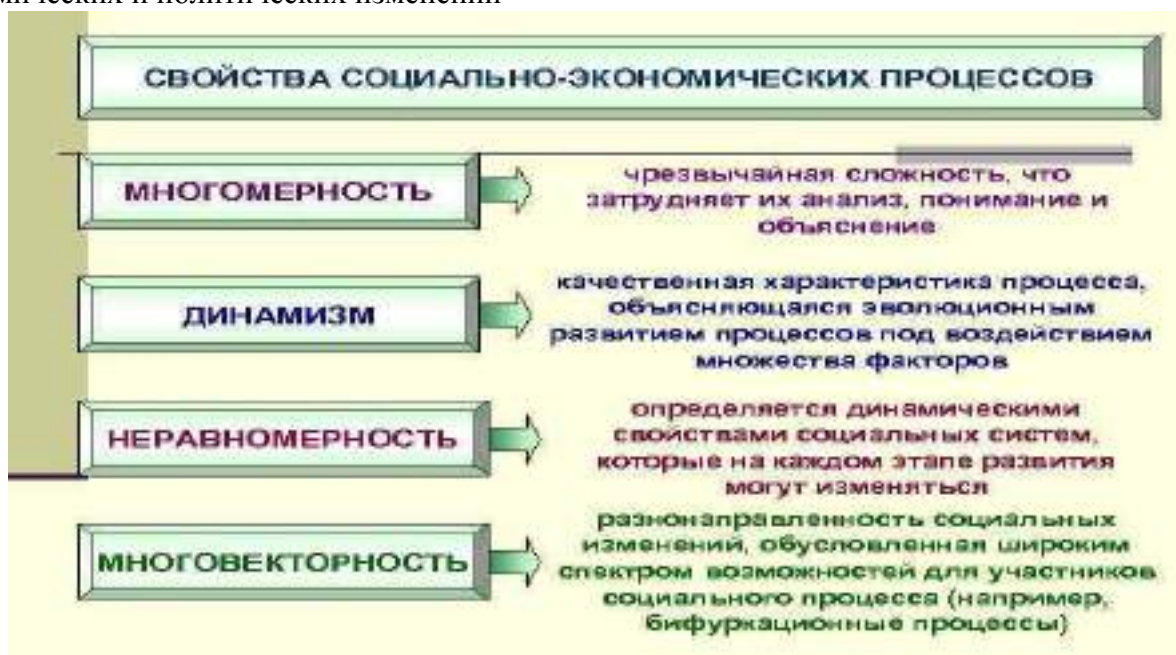 и политических изменений
СВОЙСТВА СОЦИАЛЬНО-ЭКОНОМИЧЕСКИХ ПРОЦЕССОВ
МНОГОМЕРНОСТЬ
чрезвычайная сложность, что
затрудняет их анализ, понимание и
объяснение
ДИНАМИЗМ
качественная характеристика процесса,
объясняющаяся эволюционным
развитием процессов под воздействием
множества факторов
НЕРАВНОМЕРНОСТЬ
определяется динамическими
свойствами социальных систем,
которые на каждом этапе развития
могут изменяться
МНОГОВЕКТОРНОСТЬ
разнонаправленность социальных
изменений, обусловленная широким
спектром возможностей для участников
социального процесса (например,
бифуркационные процессы)